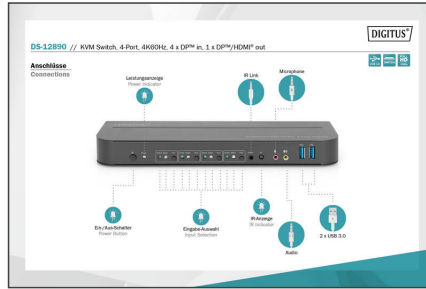 DIGITUS®
DS-12890 // KVM Switch, 4-Port, 4K60Hz, 4 x DP™ in, 1 x DP™/HDMI® out
Anschlüsse
Connections
Leistungsanzeige
Power Indicator
IR Link
Microphone
Ein-/Aus-Schalter
Power Button
Eingabe-Auswahl
Input Selection
IR-Anzeige
IR Indicator
Audio
2 x USB 3.0